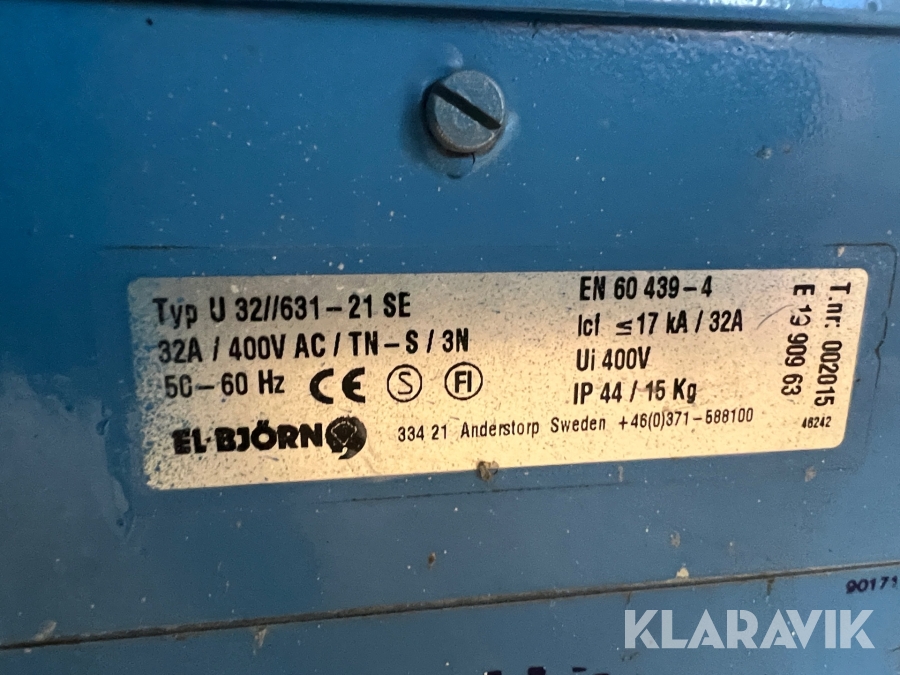 Typ U 32//631-21 SE
32A / 400V AC / TN-S / 3N
50-60 Hz CE S FI
EL·BJÖRN
334 21 Anderstorp Sweden +46(0)371-588100
EN 60 439-4
Icf ≤ 17 kA / 32A
Ui 400V
IP 44 / 15 Kg
T.nr: 002015
E 13 909 63
46242
90171
KLARAVIK